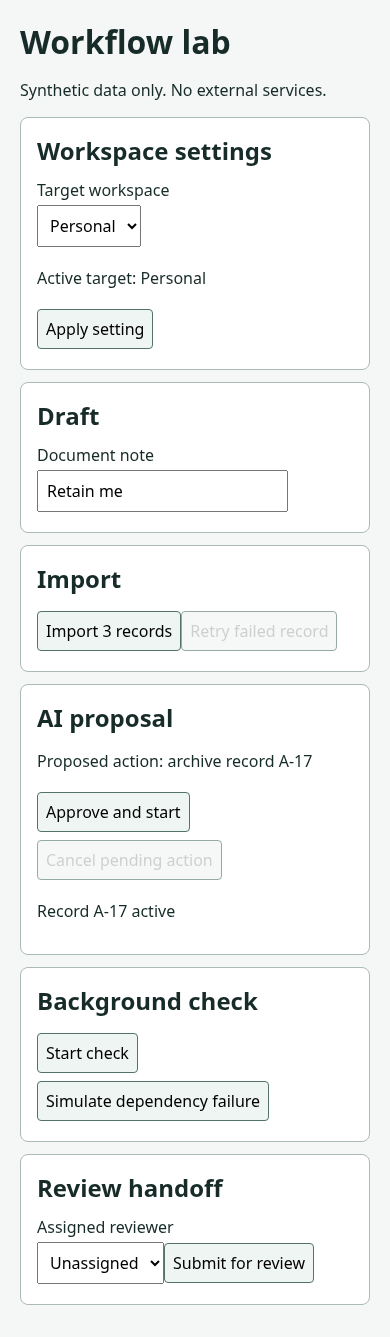 Workflow lab
Synthetic data only. No external services.
Workspace settings
Target workspace
Personal
Active target: Personal
Apply setting
Draft
Document note
Retain me
Import
Import 3 records Retry failed record
AI proposal
Proposed action: archive record A-17
Approve and start
Cancel pending action
Record A-17 active
Background check
Start check
Simulate dependency failure
Review handoff
Assigned reviewer
Unassigned Submit for review